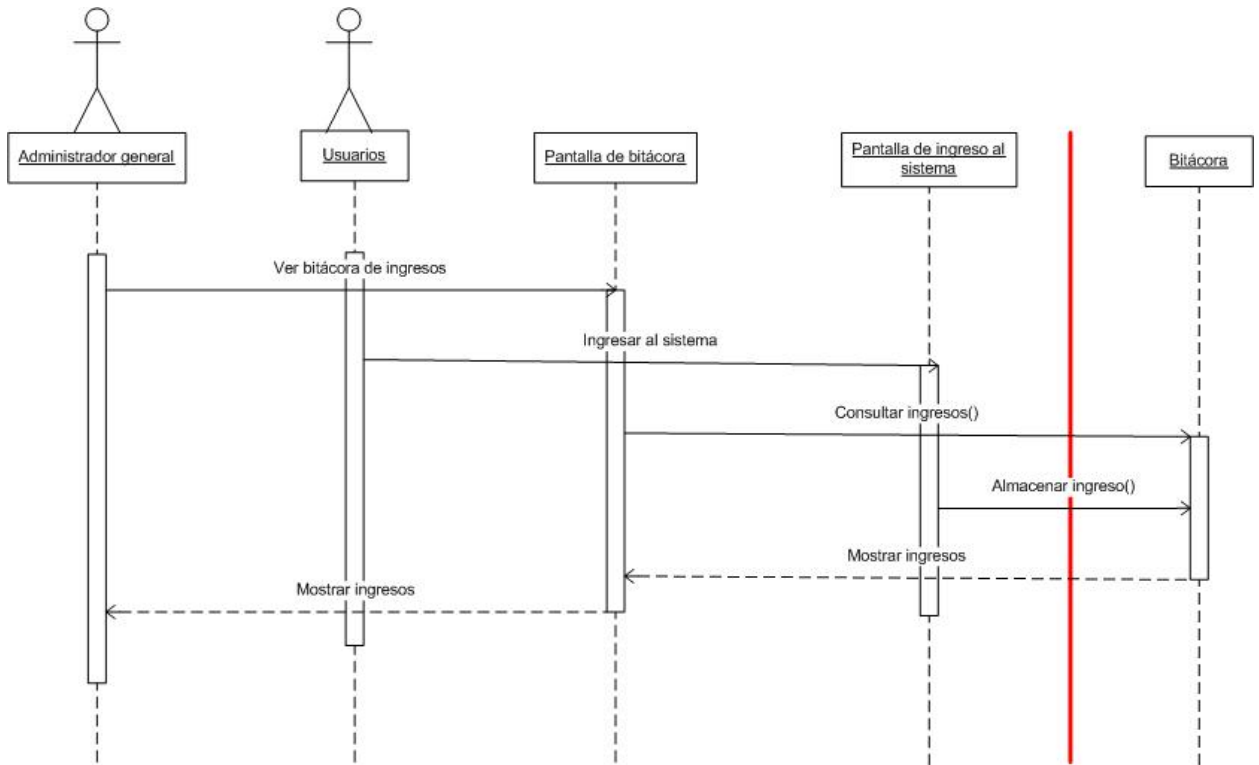 Administrador general
Usuarios
Pantalla de bitácora
Pantalla de ingreso al
sistema
Bitácora
Ver bitácora de ingresos
Ingresar al sistema
Consultar ingresos()
Almacenar ingreso()
Mostrar ingresos
Mostrar ingresos